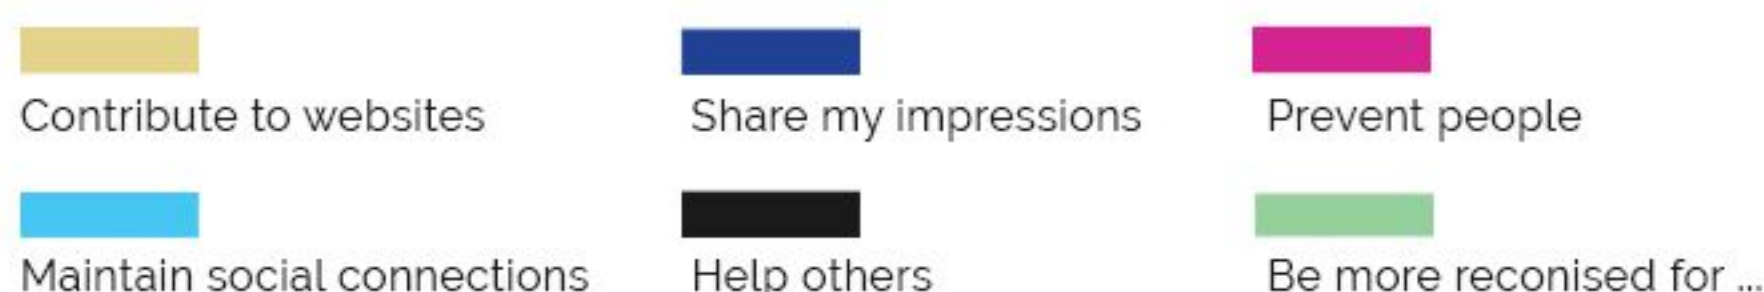 Contribute to websites
Share my impressions
Prevent people
Maintain social connections
Help others
Be more reconised for ...